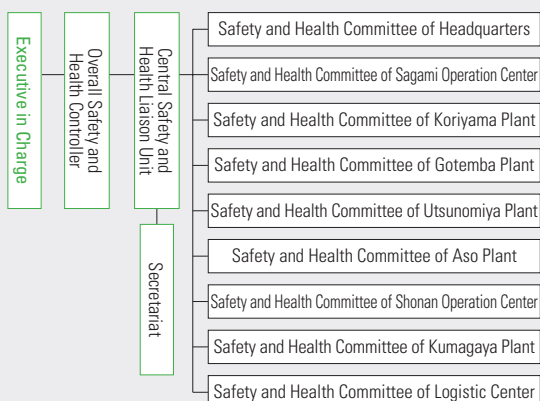 Executive in Charge
Overall Safety and
Health Controller
Central Safety and
Health Liaison Unit
Secretariat
Safety and Health Committee of Headquarters
Safety and Health Committee of Sagami Operation Center
Safety and Health Committee of Koriyama Plant
Safety and Health Committee of Gotemba Plant
Safety and Health Committee of Utsunomiya Plant
Safety and Health Committee of Aso Plant
Safety and Health Committee of Shonan Operation Center
Safety and Health Committee of Kumagaya Plant
Safety and Health Committee of Logistic Center